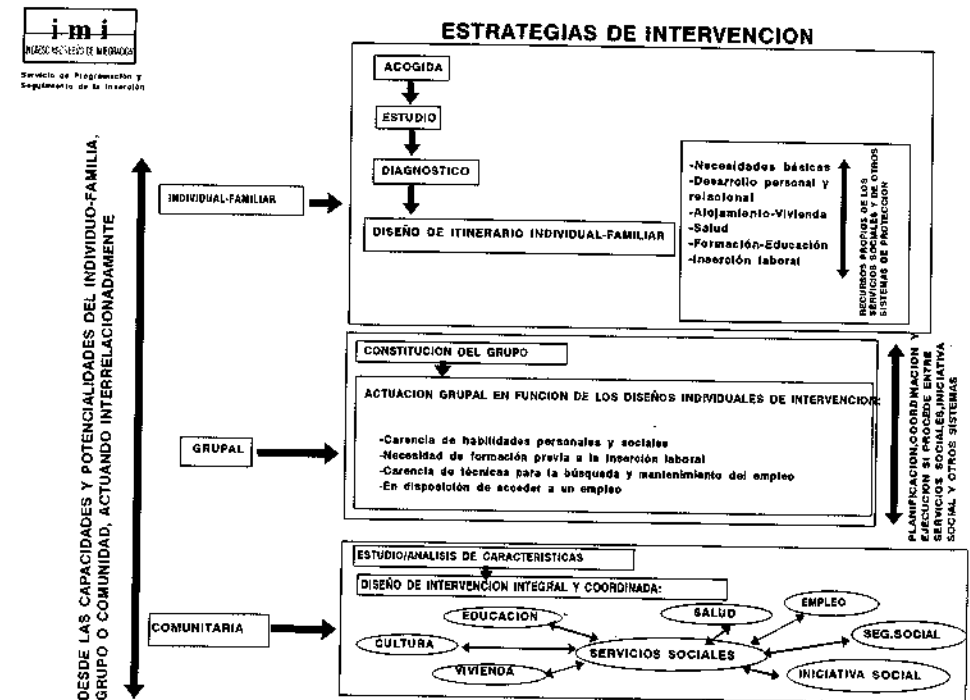 imi
Servicio de Programación y
Seguimiento de la Inserción
ESTRATEGIAS DE INTERVENCION
DESDE LAS CAPACIDADES Y POTENCIALIDADES DEL INDIVIDUO-FAMILIA,
GRUPO O COMUNIDAD, ACTUANDO INTERRELACIONADAMENTE
INDIVIDUAL-FAMILIAR
ACOGIDA
ESTUDIO
DIAGNOSTICO
DISEÑO DE ITINERARIO INDIVIDUAL-FAMILIAR
-Necesidades básicas
-Desarrollo personal y
relacional
-Alojamiento-Vivienda
-Salud
-Formación-Educación
-Inserción laboral
RECURSOS PROPIOS DE LOS
SERVICIOS SOCIALES Y DE OTROS
SISTEMAS DE PROTECCION
GRUPAL
CONSTITUCION DEL GRUPO
ACTUACION GRUPAL EN FUNCION DE LOS DISEÑOS INDIVIDUALES DE INTERVENCION:
-Carencia de habilidades personales y sociales
-Necesidad de formación previa a la inserción laboral
-Carencia de técnicas para la búsqueda y mantenimiento del empleo
-En disposición de acceder a un empleo
PLANIFICACION,COORDINACION Y
EJECUCION SI PROCEDE ENTRE
SERVICIOS SOCIALES,INICIATIVA
SOCIAL Y OTROS SISTEMAS
COMUNITARIA
ESTUDIO/ANALISIS DE CARACTERISTICAS
DISEÑO DE INTERVENCION INTEGRAL Y COORDINADA:
EDUCACION
SALUD
EMPLEO
CULTURA
SERVICIOS SOCIALES
SEG.SOCIAL
VIVIENDA
INICIATIVA SOCIAL